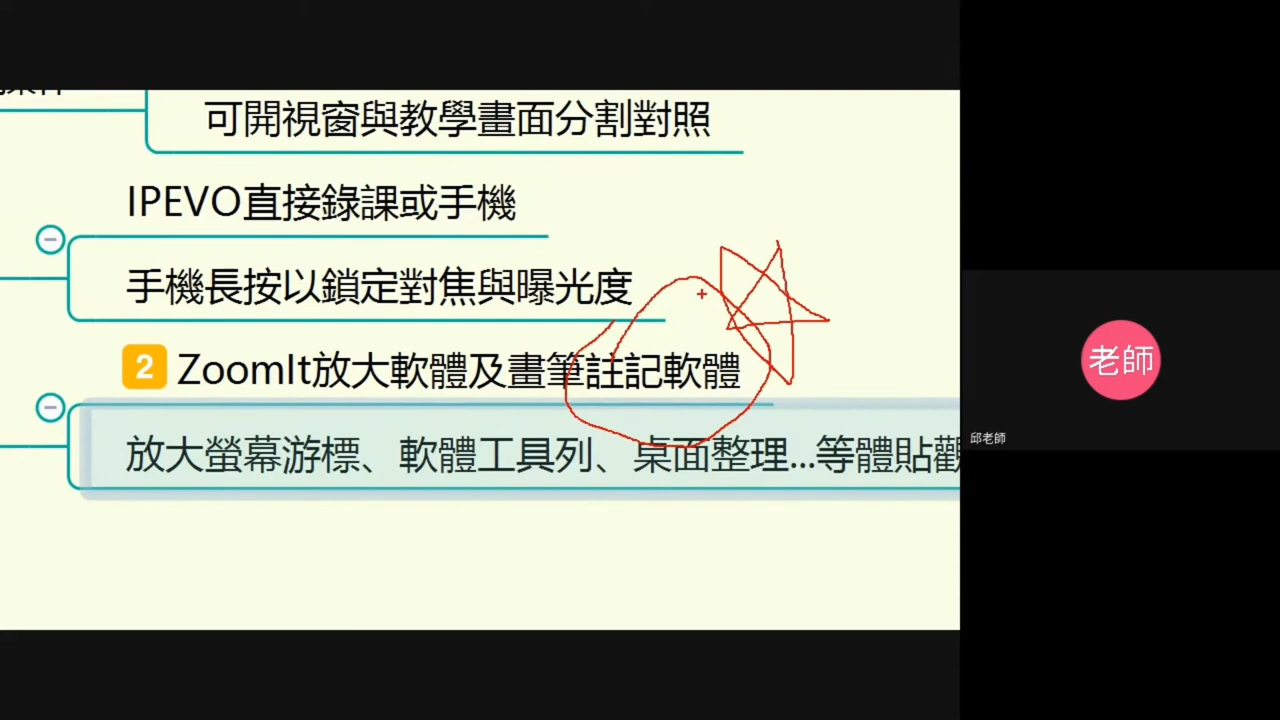 可開視窗與教學畫面分割對照
IPEVO直接錄課或手機
手機長按以鎖定對焦與曝光度
2 ZoomIt放大軟體及畫筆註記軟體
放大螢幕游標、軟體工具列、桌面整理...等體貼觀
老師
邱老師